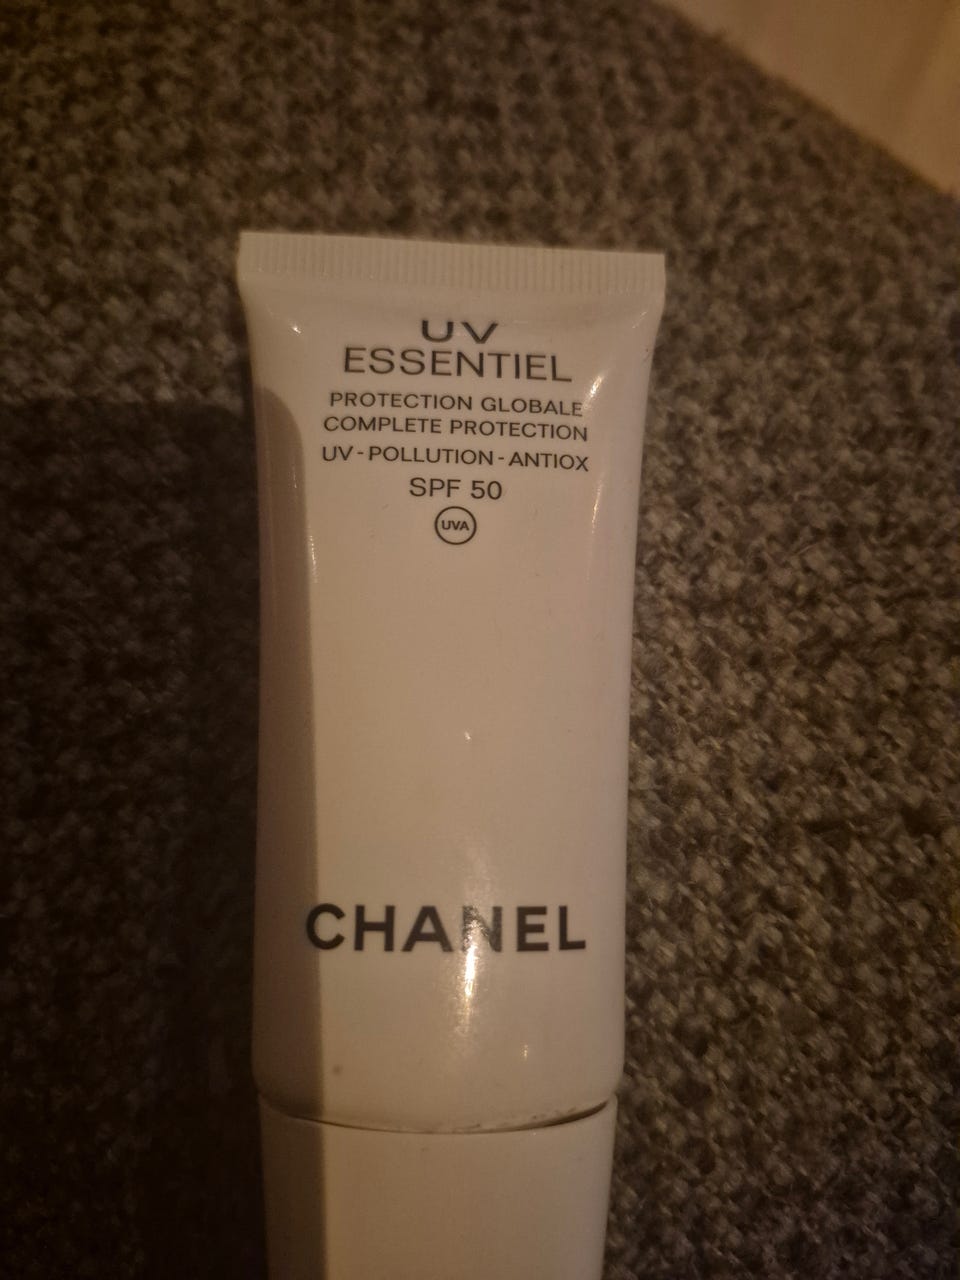 UV
ESSENTIEL
PROTECTION GLOBALE
COMPLETE PROTECTION
UV - POLLUTION - ANTIOX
SPF 50
UVA
CHANEL